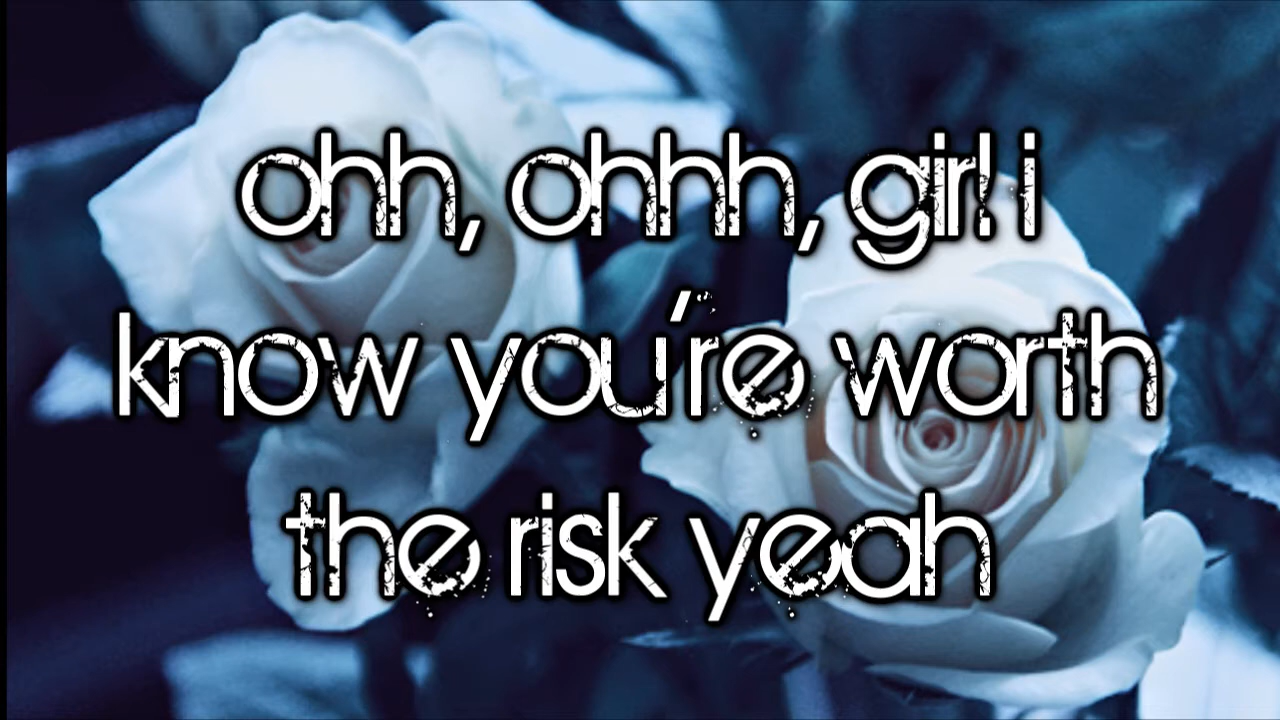 ohh, ohhh, girl i
know you're worth
the risk yeah